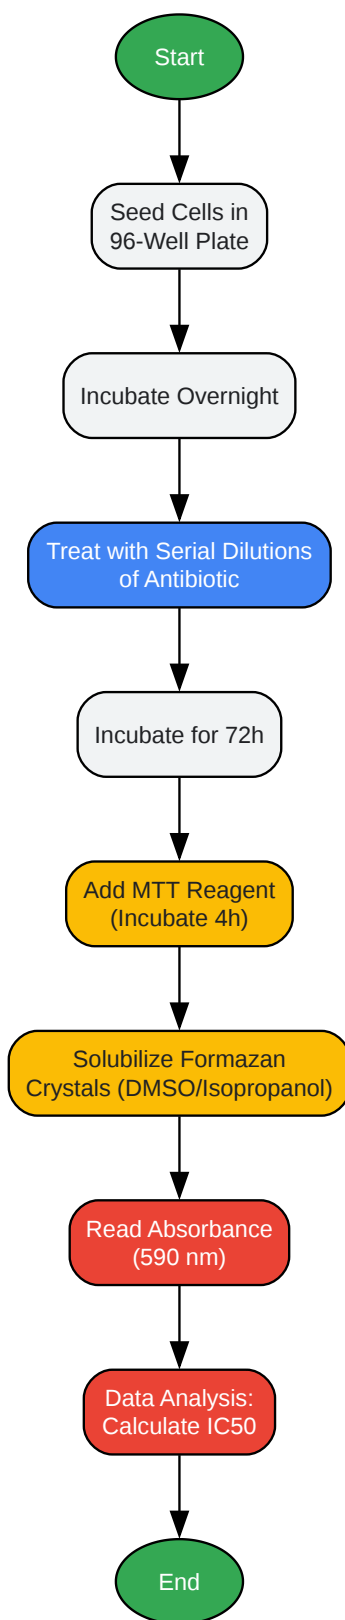 Start
Seed Cells in
96-Well Plate
Incubate Overnight
Treat with Serial Dilutions
of Antibiotic
Incubate for 72h
Add MTT Reagent
(Incubate 4h)
Solubilize Formazan
Crystals (DMSO/Isopropanol)
Read Absorbance
(590 nm)
Data Analysis:
Calculate IC50
End